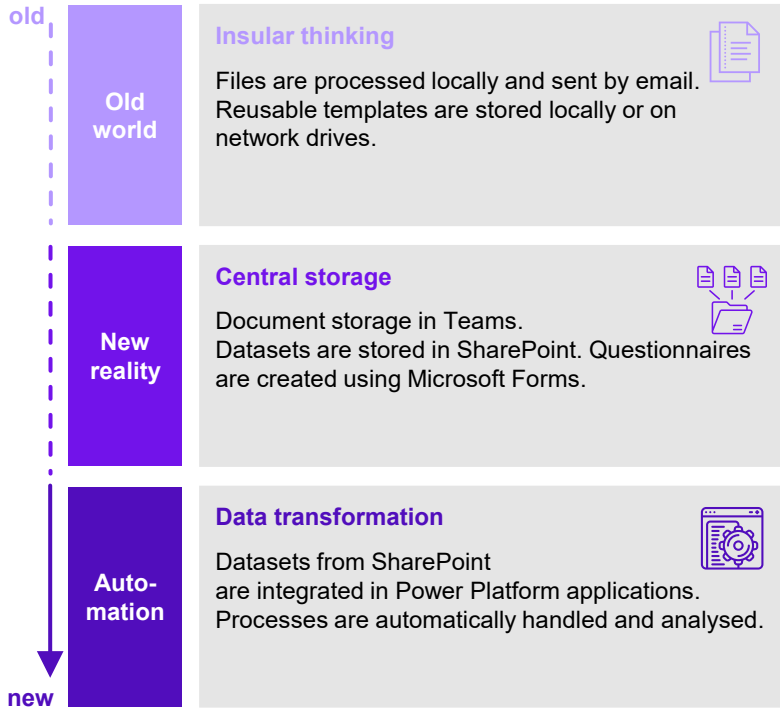 old
Old
world
Insular thinking
Files are processed locally and sent by email.
Reusable templates are stored locally or on
network drives.
New
reality
Central storage
Document storage in Teams.
Datasets are stored in SharePoint. Questionnaires
are created using Microsoft Forms.
Auto-
mation
Data transformation
Datasets from SharePoint
are integrated in Power Platform applications.
Processes are automatically handled and analysed.
new